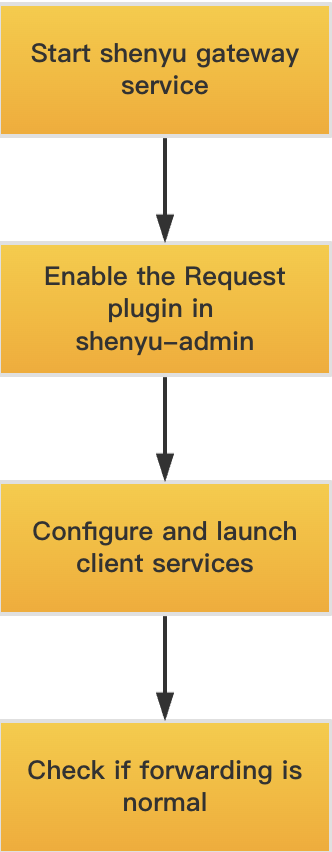 Start shenyu gateway
service
Enable the Request
plugin in
shenyu-admin
Configure and launch
client services
Check if forwarding is
normal